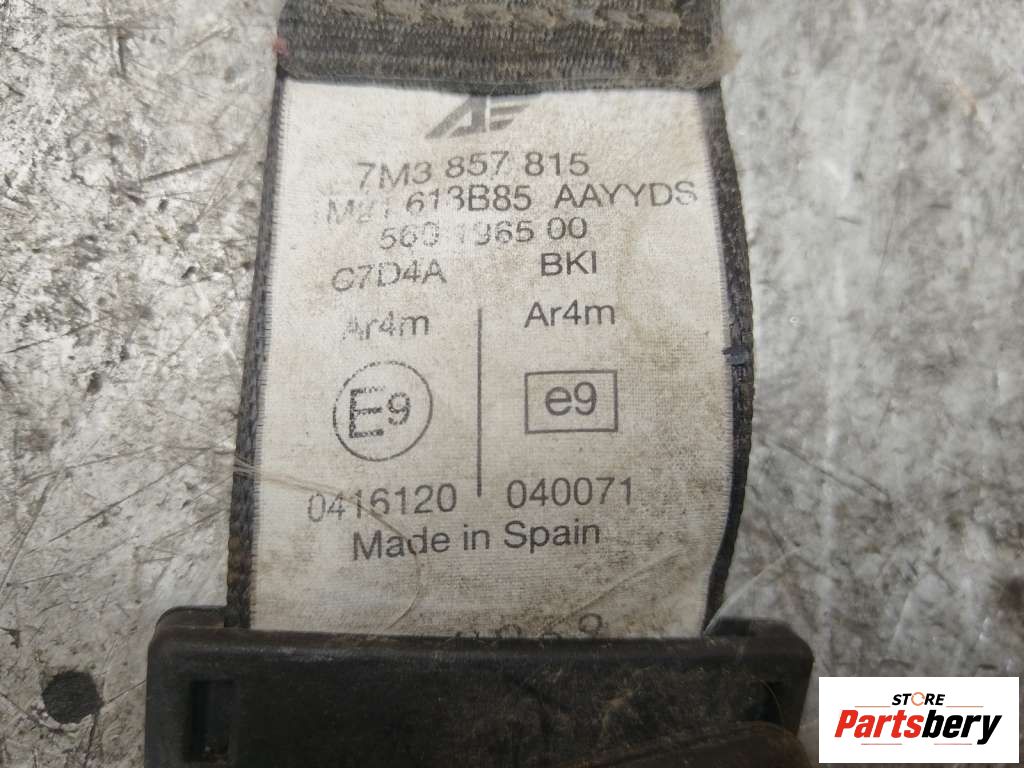 7M3 857 815
613B85 AAYYDS
00
C7D4A BKI
Ar4m Ar4m
E9 e9
0416120 040071
Made in Spain
STORE
Partsbery